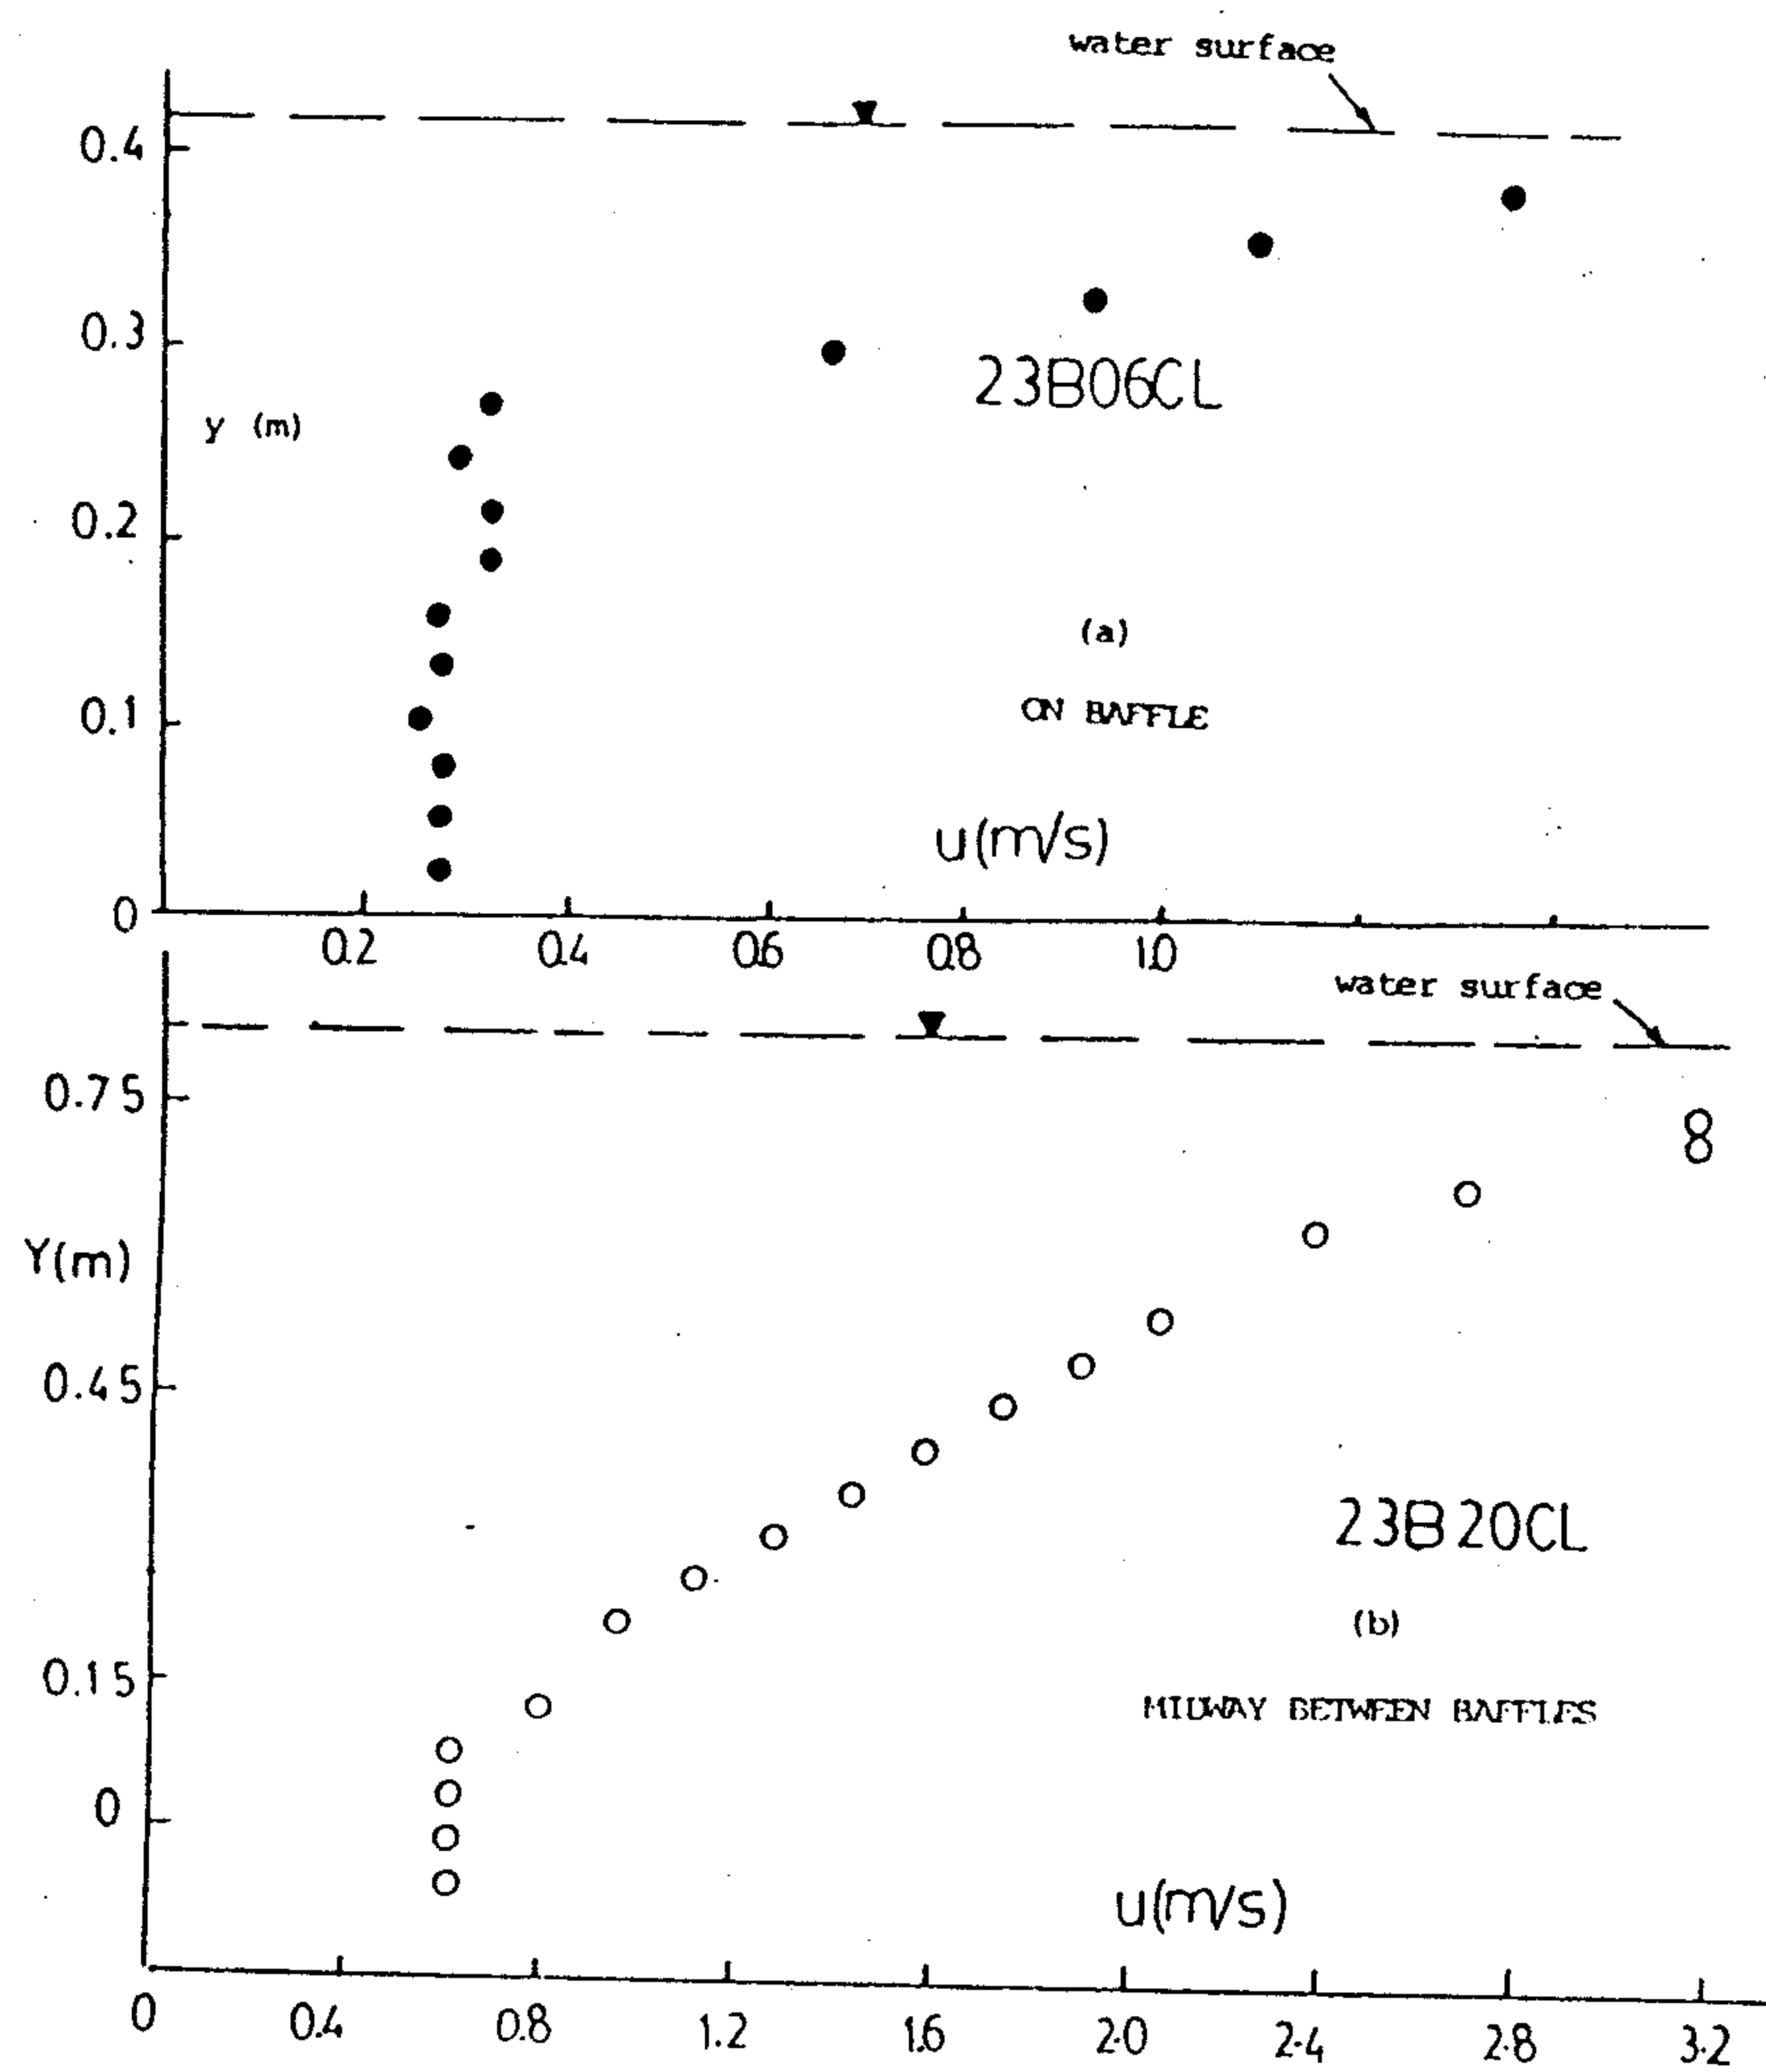 water surface
0.4
0.3
23B06CL
y (m)
0.2
(a)
0.1
ON BAFFLE
u(m/s)
0
0.2 0.4 0.6 0.8 1.0
water surface
0.75
Y(m)
0.45
23B20CL
(b)
0.15
MIDWAY BETWEEN BAFFLES
0
u(m/s)
0 0.4 0.8 1.2 1.6 2.0 2.4 2.8 3.2